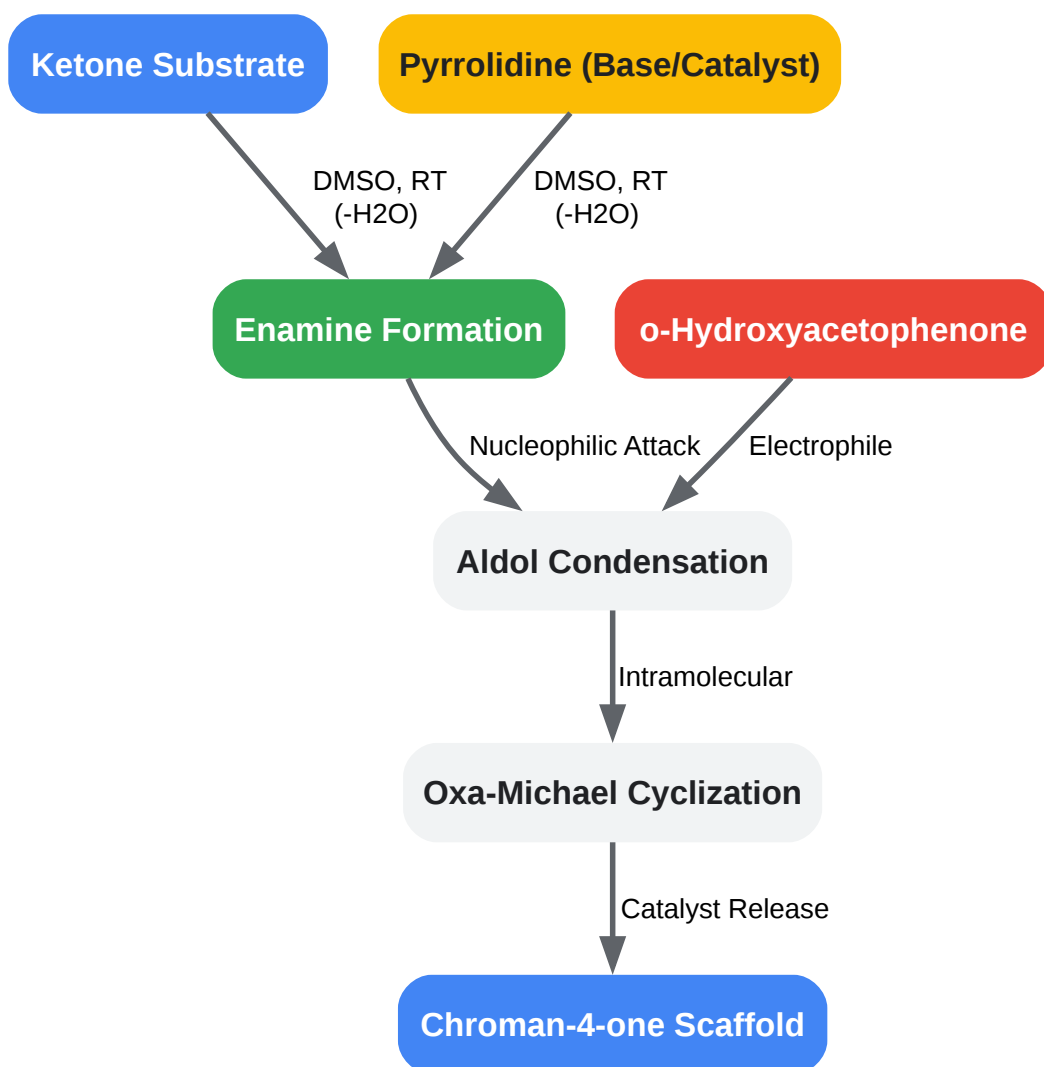 Ketone Substrate
Pyrrolidine (Base/Catalyst)
DMSO, RT
(-H2O)
DMSO, RT
(-H2O)
Enamine Formation
o-Hydroxyacetophenone
Nucleophilic Attack
Electrophile
Aldol Condensation
Intramolecular
Oxa-Michael Cyclization
Catalyst Release
Chroman-4-one Scaffold